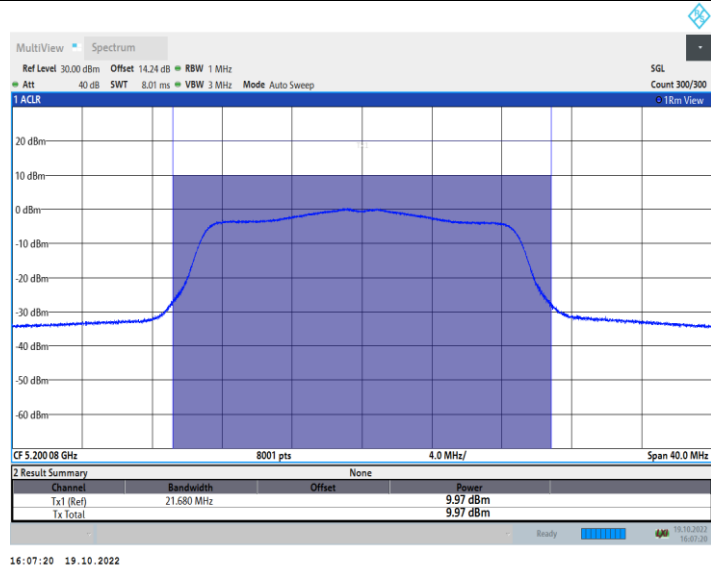 MultiView Spectrum
Ref Level 30.00 dBm Offset 14.24 dB RBW 1 MHz SGL
Att 40 dB SWT 8.01 ms VBW 3 MHz Mode Auto Sweep Count 300/300
1 ACLR 1Rm View
20 dBm
10 dBm
0 dBm
-10 dBm
-20 dBm
-30 dBm
-40 dBm
-50 dBm
-60 dBm
CF 5.200 08 GHz 8001 pts 4.0 MHz/ Span 40.0 MHz
2 Result Summary None
Channel Bandwidth Offset Power
Tx1 (Ref) 21.680 MHz 9.97 dBm
Tx Total 9.97 dBm
Ready 19.10.2022
16:07:20
16:07:20 19.10.2022